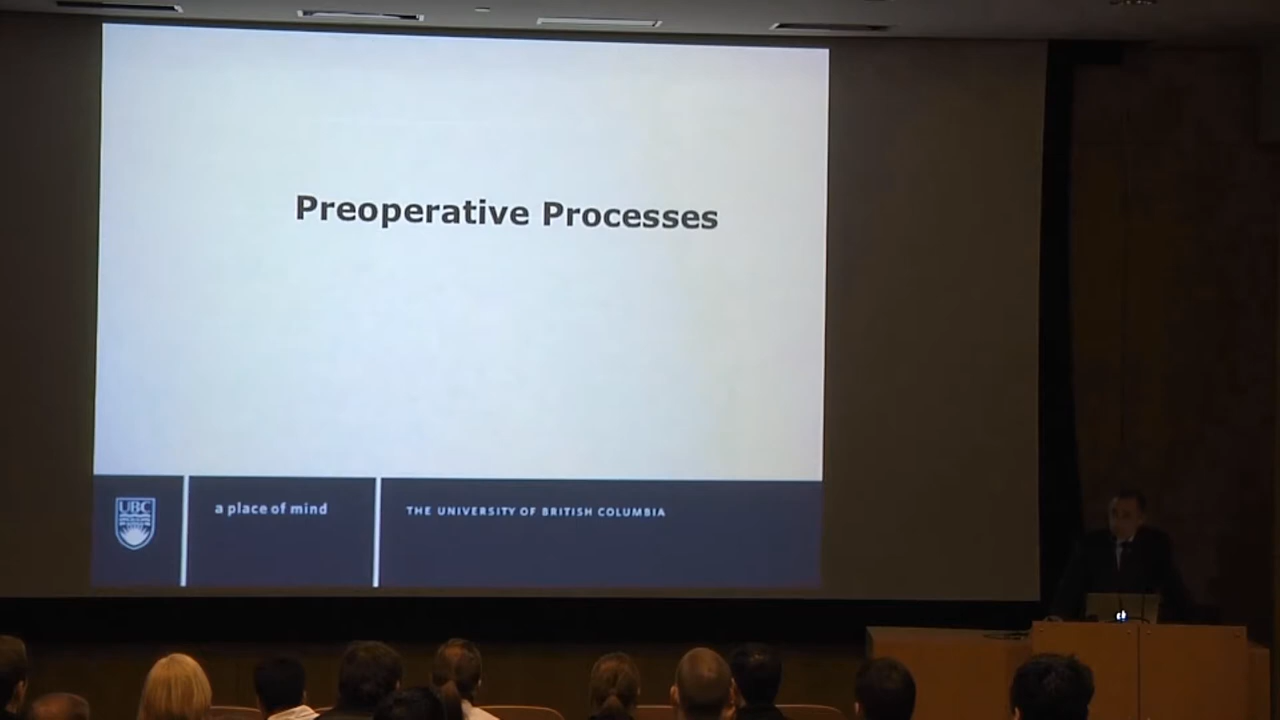 Preoperative Processes
UBC
a place of mind
THE UNIVERSITY OF BRITISH COLUMBIA